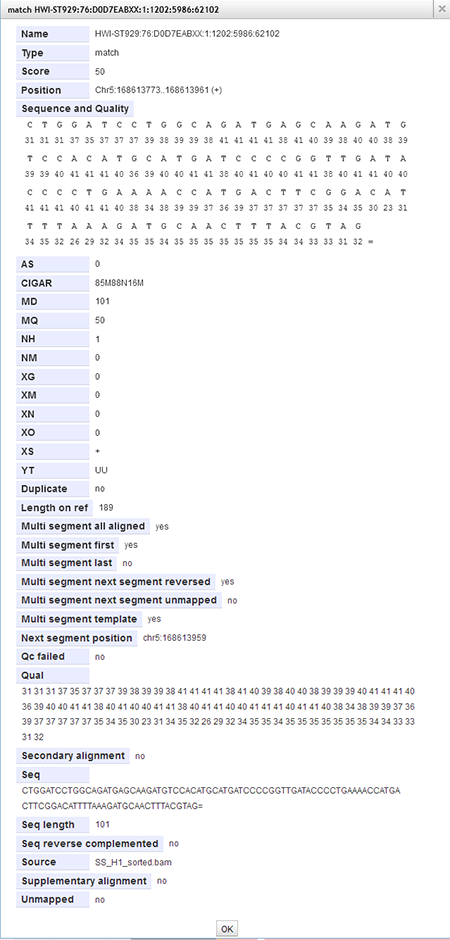 match HWI-ST929:76:D0D7EABXX:1:1202:5986:62102
Name HWI-ST929:76:D0D7EABXX:1:1202:5986:62102
Type match
Score 50
Position Chr5:168613773..168613961 (+)
Sequence and Quality
C T G G A T C C T G G C A G A T G A G C A A G A T G
31 31 31 37 35 37 37 37 39 38 39 39 38 41 41 41 41 38 41 40 39 38 40 40 38 39
T C C A C A T G C A T G A T C C C C G G T T G A T A
39 39 40 41 41 41 40 36 39 40 40 41 41 38 41 40 40 40 41 40 41 41 38 40 41 40 40
C C C C T G A A A A C C A T G A C T T C G G A C A T
41 41 41 40 41 40 38 34 38 39 39 37 36 39 37 37 37 37 37 35 34 35 30 23 31
T T T A A A G A T G C A A C T T T A C G T A G
34 35 32 26 29 32 34 35 35 34 35 35 35 35 35 35 34 34 33 33 31 32 =
AS 0
CIGAR 85M88N16M
MD 101
MQ 50
NH 1
NM 0
XG 0
XM 0
XN 0
XO 0
XS +
YT UU
Duplicate no
Length on ref 189
Multi segment all aligned yes
Multi segment first yes
Multi segment last no
Multi segment next segment reversed yes
Multi segment next segment unmapped no
Multi segment template yes
Next segment position chr5:168613959
Qc failed no
Qual
31 31 31 37 35 37 37 37 39 38 39 39 38 41 41 41 41 38 41 40 39 38 40 40 38 39 39 39 40 41 41 41 40
36 39 40 40 41 41 38 41 40 40 40 41 41 38 40 41 40 40 41 41 41 40 41 40 38 34 38 39 39 37 36
39 37 37 37 37 37 35 34 35 30 23 31 34 35 32 26 29 32 34 35 35 34 35 35 35 35 35 35 34 34 33 33
31 32
Secondary alignment no
Seq
CTGGATCCTGGCAGATGAGCAAGATGTCCACATGCATGATCCCCGGTTGATACCCCTGAAAACCATGA
CTTCGGACATTTTAAAGATGCAACTTTACGTAG=
Seq length 101
Seq reverse complemented no
Source SS_H1_sorted.bam
Supplementary alignment no
Unmapped no
OK